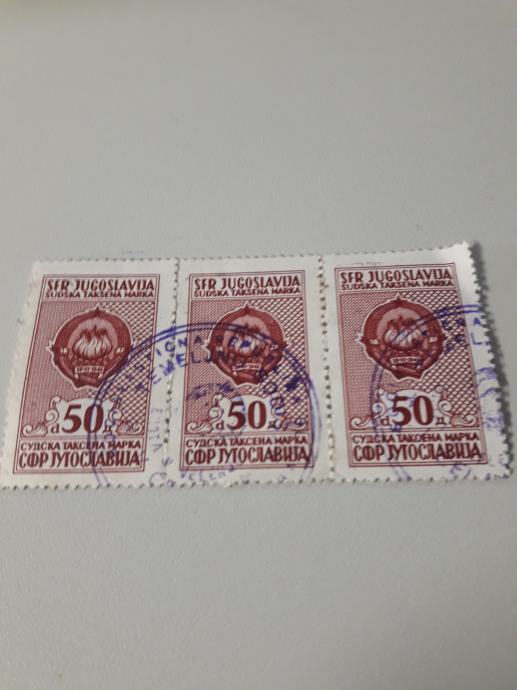 SFR JUGOSLAVIJA
SUDSKA TAKSENA MARKA
d 50 д
СУДСКА ТАКСЕНА МАРКА
СФР ЈУГОСЛАВИЈА
SFR JUGOSLAVIJA
SUDSKA TAKSENA MARKA
d 50 д
СУДСКА ТАКСЕНА МАРКА
СФР ЈУГОСЛАВИЈА
SFR JUGOSLAVIJA
SUDSKA TAKSENA MARKA
d 50 д
СУДСКА ТАКСЕНА МАРКА
СФР ЈУГОСЛАВИЈА